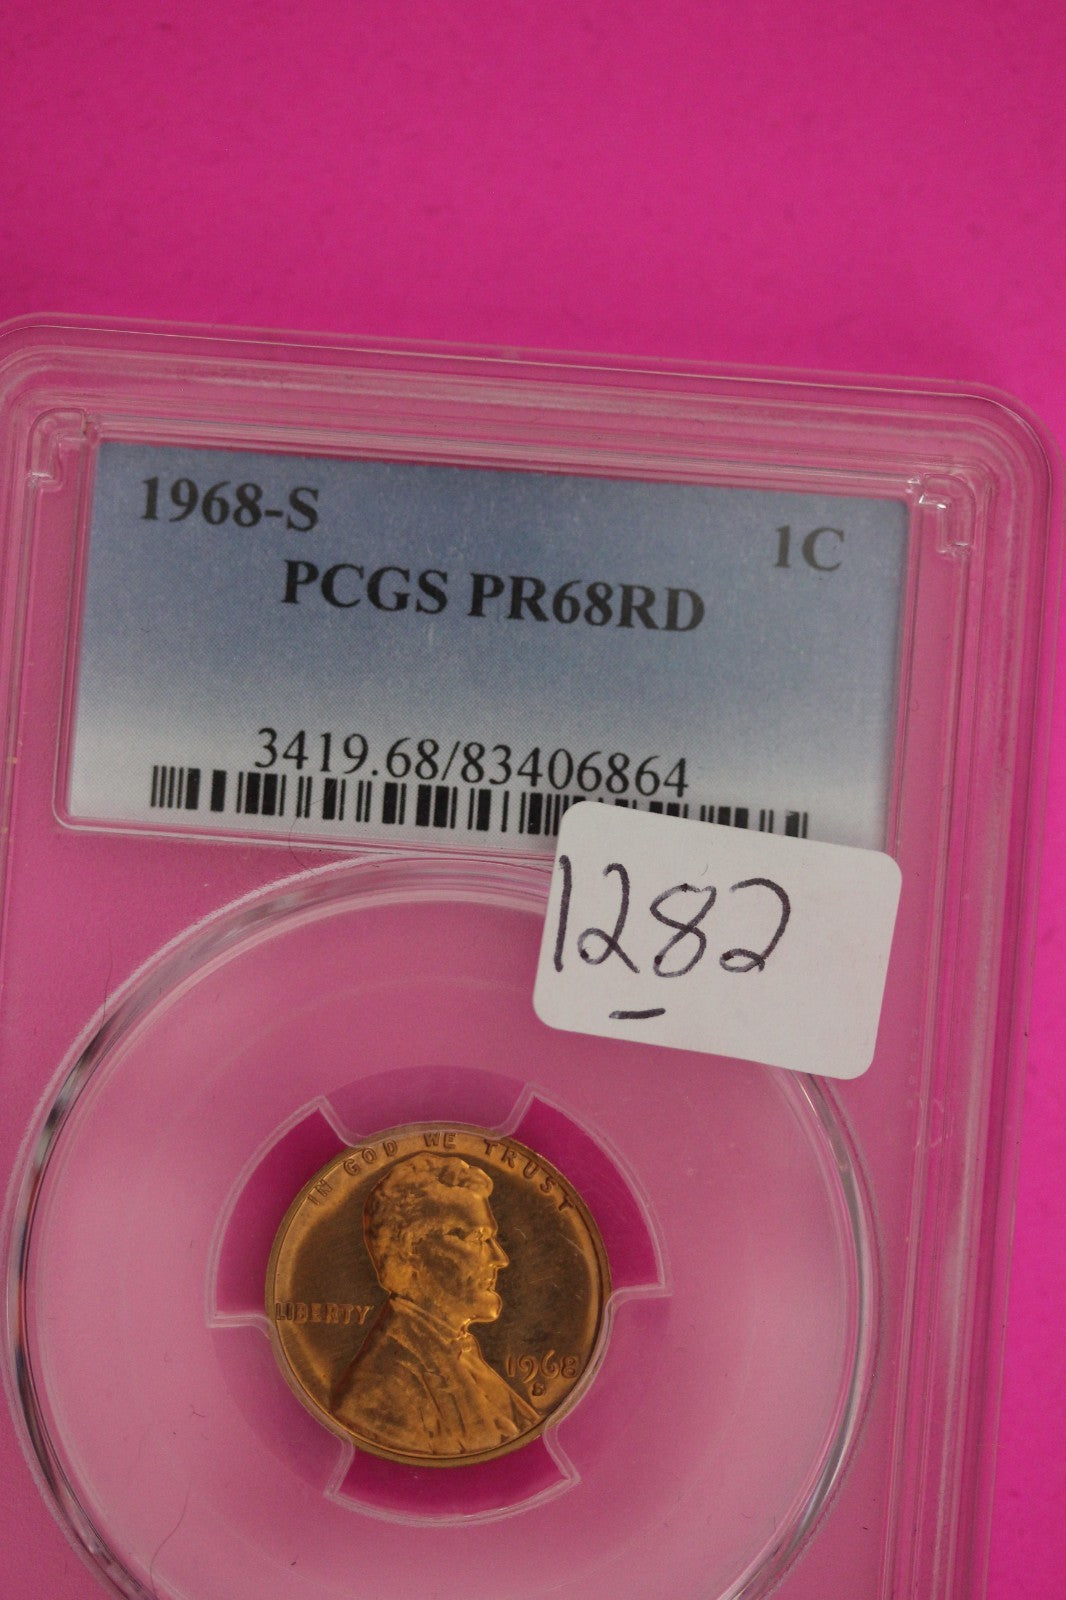 1968-S
1C
PCGS PR68RD
3419.68/83406864
1282
IN GOD WE TRUST
LIBERTY
1968
S